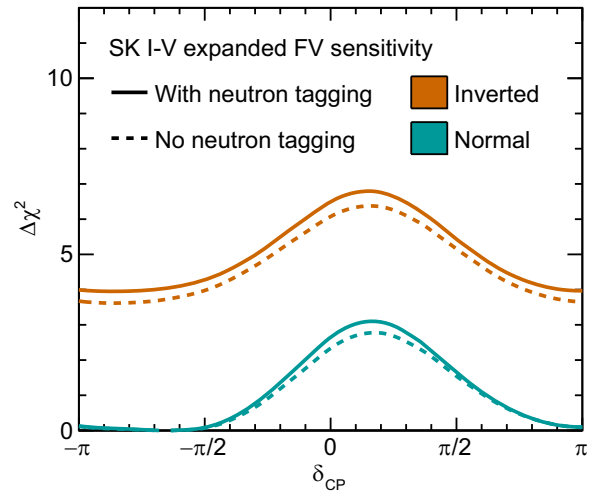 SK I-V expanded FV sensitivity
With neutron tagging
Inverted
No neutron tagging
Normal
10
5
0
Δχ²
−π
−π/2
0
π/2
π
δCP